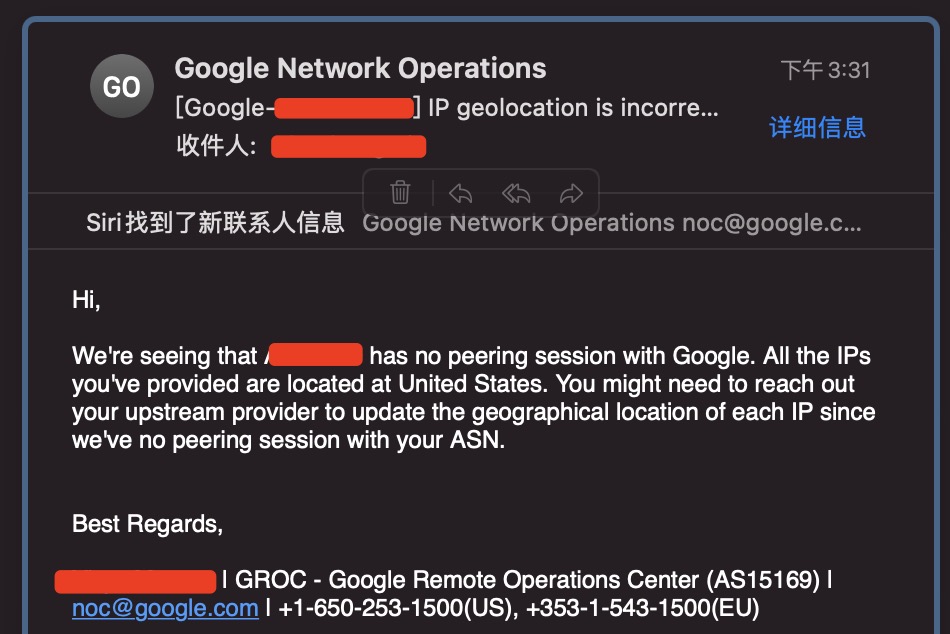 GO
Google Network Operations
下午 3:31
[Google- ] IP geolocation is incorre...
收件人:
详细信息
Siri找到了新联系人信息 Google Network Operations noc@google.c...
Hi,
We're seeing that has no peering session with Google. All the IPs
you've provided are located at United States. You might need to reach out
your upstream provider to update the geographical location of each IP since
we've no peering session with your ASN.
Best Regards,
| GROC - Google Remote Operations Center (AS15169) |
noc@google.com | +1-650-253-1500(US), +353-1-543-1500(EU)